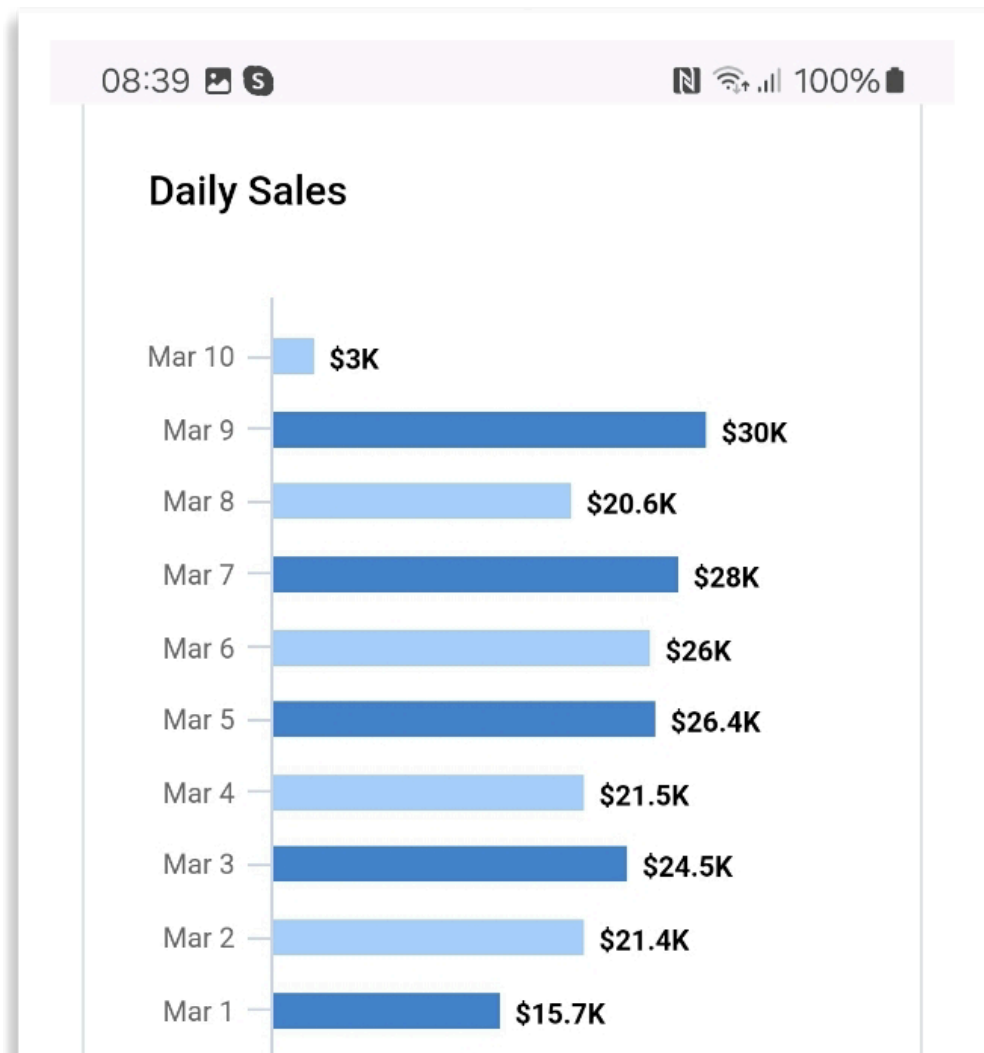 08:39 S N 100%
Daily Sales
Mar 10 $3K
Mar 9 $30K
Mar 8 $20.6K
Mar 7 $28K
Mar 6 $26K
Mar 5 $26.4K
Mar 4 $21.5K
Mar 3 $24.5K
Mar 2 $21.4K
Mar 1 $15.7K